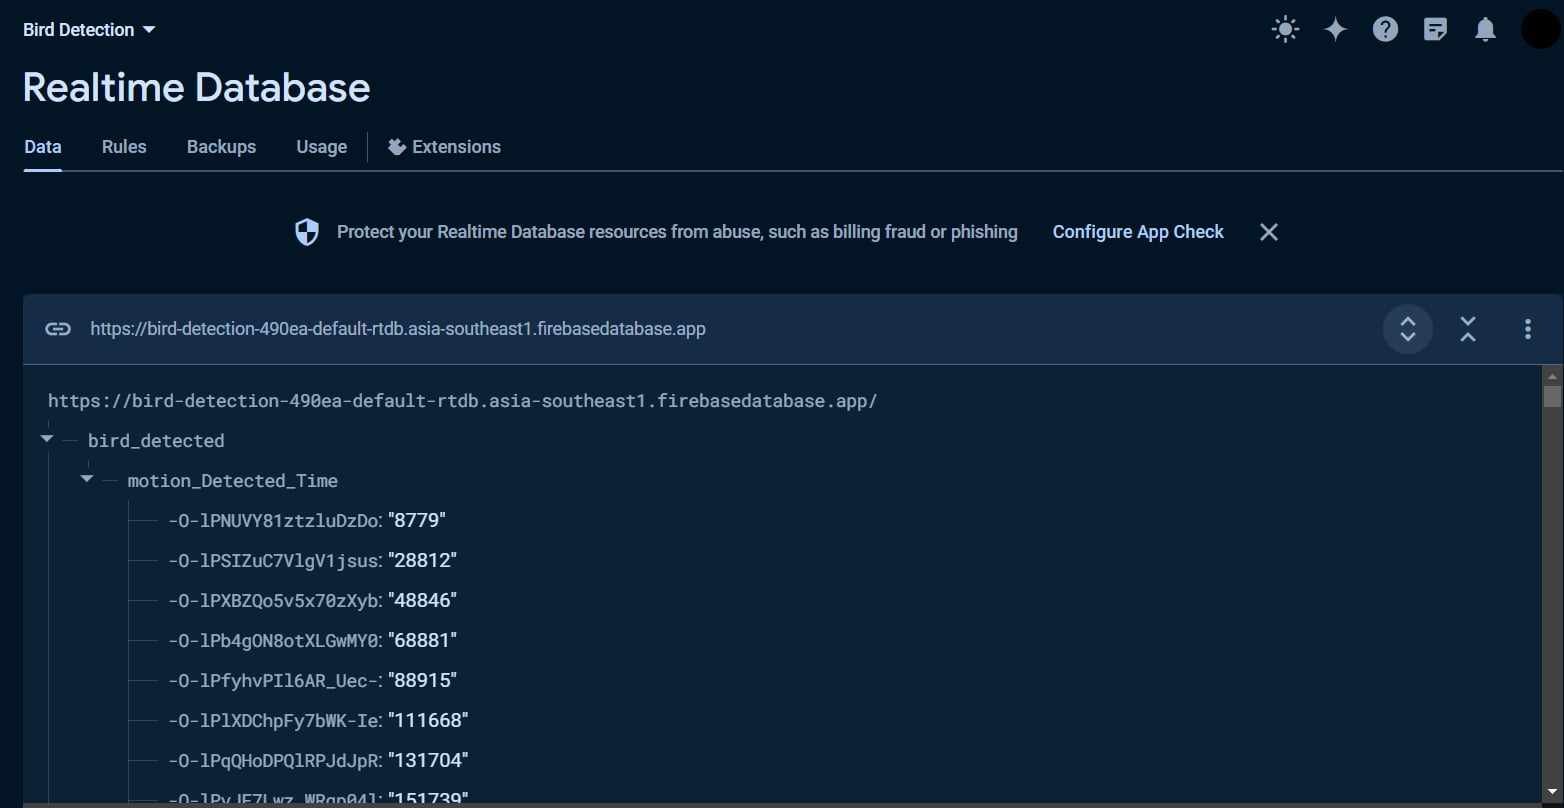 Bird Detection
Realtime Database
Data Rules Backups Usage Extensions
Protect your Realtime Database resources from abuse, such as billing fraud or phishing Configure App Check
https://bird-detection-490ea-default-rtdb.asia-southeast1.firebasedatabase.app
https://bird-detection-490ea-default-rtdb.asia-southeast1.firebasedatabase.app/
bird_detected
motion_Detected_Time
-O-lPNUVY81ztzluDzDo: "8779"
-O-lPSIZuC7VlgV1jsus: "28812"
-O-lPXBZQo5v5x70zXyb: "48846"
-O-lPb4gON8otXLGwMY0: "68881"
-O-lPfyhvPIl6AR_Uec-: "88915"
-O-lPlXDChpFy7bWK-Ie: "111668"
-O-lPqQHoDPQlRPJdJpR: "131704"
"151739"